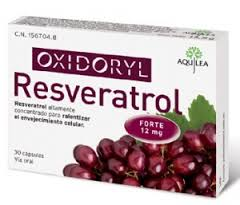 C.N. 156704.8
OXIDORYL
AQUILEA
Resveratrol
Resveratrol altamente
concentrado para ralentizar
el envejecimiento celular.
FORTE
12 mg
30 cápsulas
Vía oral